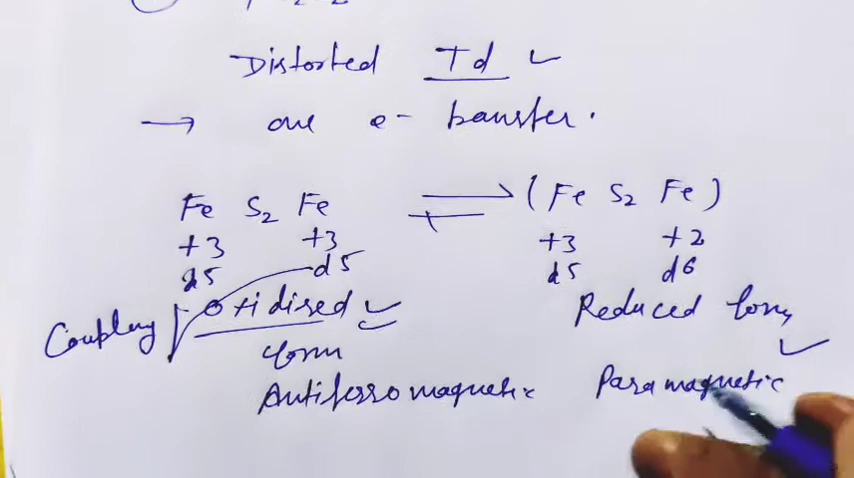 Distorted Td ✓
→ one e- transfer.
Fe S2 Fe ⇌ (Fe S2 Fe)
+3 +3 +3 +2
d5 d5 d5 d6
Coupling Oxidised ✓ Reduced form, ✓
form
Antiferromagnetic Paramagnetic